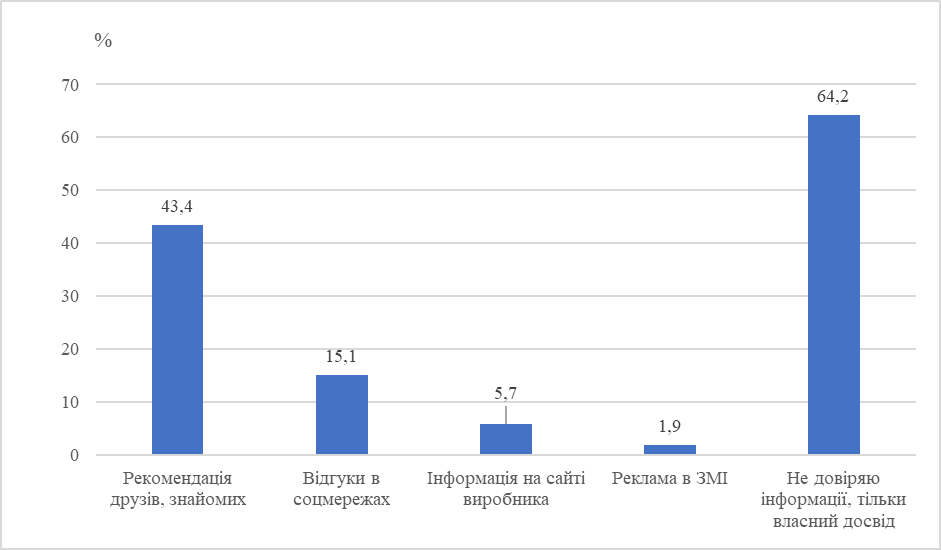 %
70
60
50
40
30
20
10
0
43,4
15,1
5,7
1,9
64,2
Рекомендація
друзів, знайомих
Відгуки в
соцмережах
Інформація на сайті
виробника
Реклама в ЗМІ
Не довіряю
інформації, тільки
власний досвід